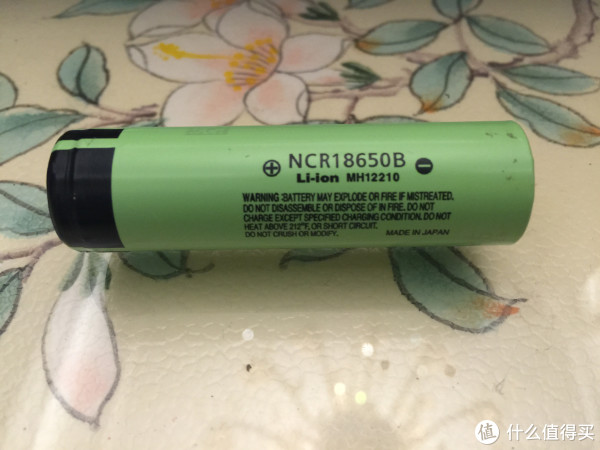 ⊕ NCR18650B ⊖
Li-ion MH12210
WARNING :BATTERY MAY EXPLODE OR FIRE IF MISTREATED.
DO NOT DISASSEMBLE OR DISPOSE OF IN FIRE. DO NOT
CHARGE EXCEPT SPECIFIED CHARGING CONDITION. DO NOT
HEAT ABOVE 212°F, OR SHORT CIRCUIT.
DO NOT CRUSH OR MODIFY. MADE IN JAPAN
值 什么值得买